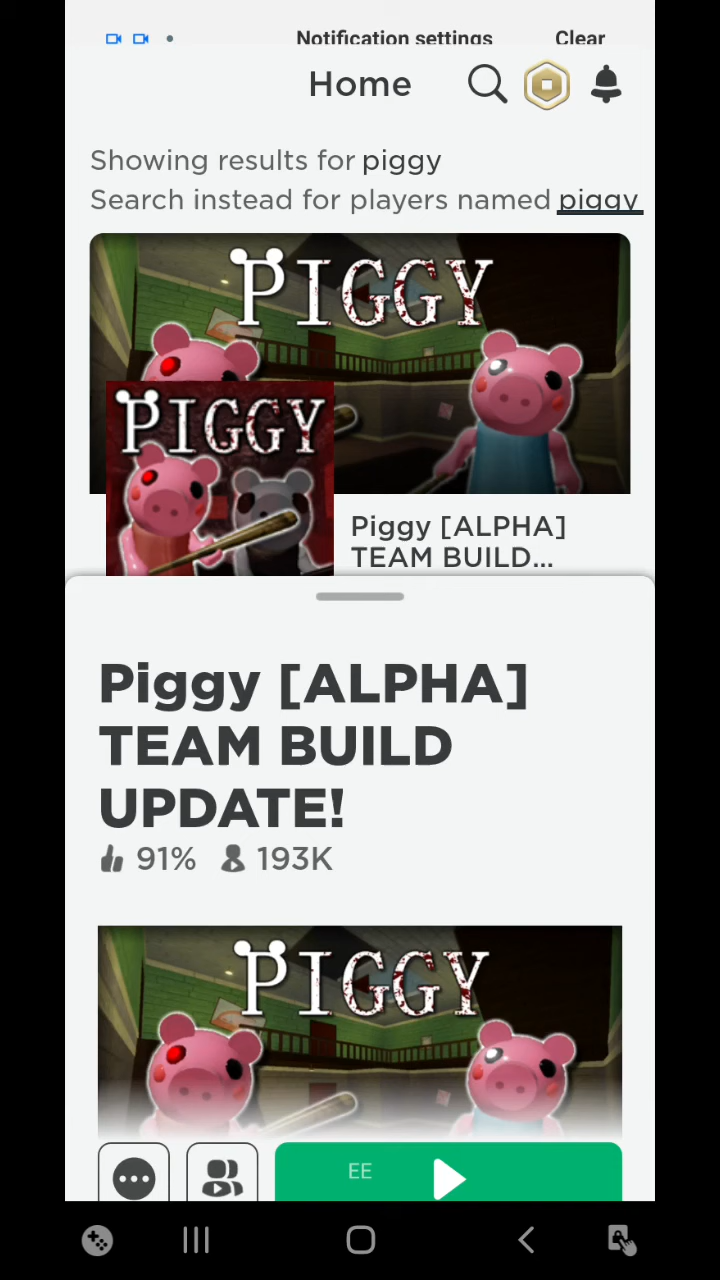 Notification settings Clear
Home
Showing results for piggy
Search instead for players named piggy
PIGGY
PIGGY
Piggy [ALPHA]
TEAM BUILD...
Piggy [ALPHA]
TEAM BUILD
UPDATE!
91% 193K
PIGGY
EE